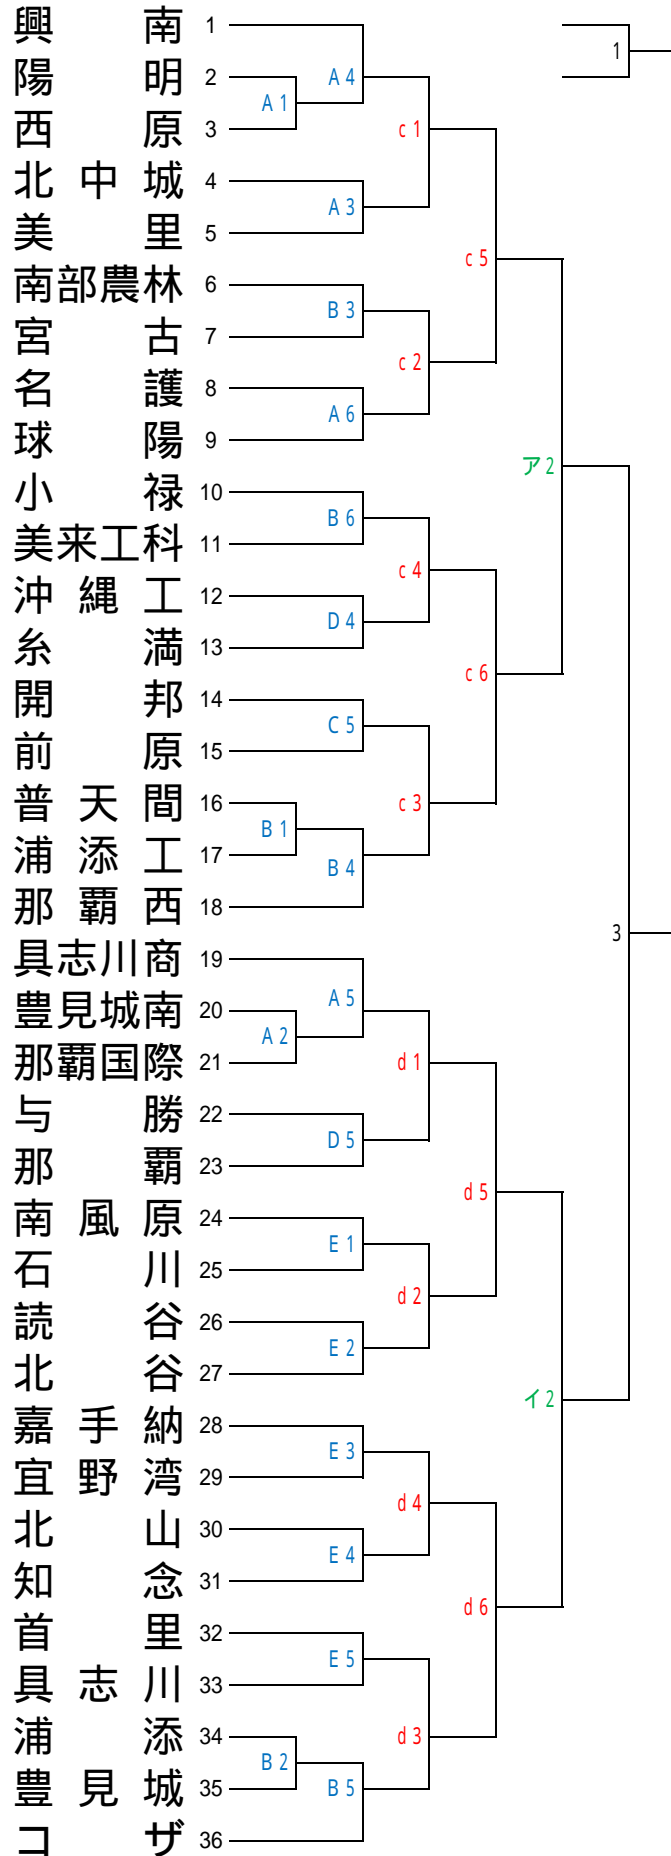 興南 1
1
陽明 2
A4
A1
西原 3
c1
北中城 4
A3
美里 5
c5
南部農林 6
B3
宮古 7
c2
名護 8
A6
球陽 9
ア2
小禄 10
B6
美来工科 11
c4
沖縄工 12
D4
糸満 13
c6
開邦 14
C5
前原 15
普天間 16
c3
B1
浦添工 17
B4
那覇西 18
3
具志川商 19
A5
豊見城南 20
A2
那覇国際 21
d1
与勝 22
D5
那覇 23
d5
南風原 24
E1
石川 25
d2
読谷 26
E2
北谷 27
イ2
嘉手納 28
E3
宜野湾 29
d4
北山 30
E4
知念 31
d6
首里 32
E5
具志川 33
浦添 34
d3
B2
豊見城 35
B5
コザ 36